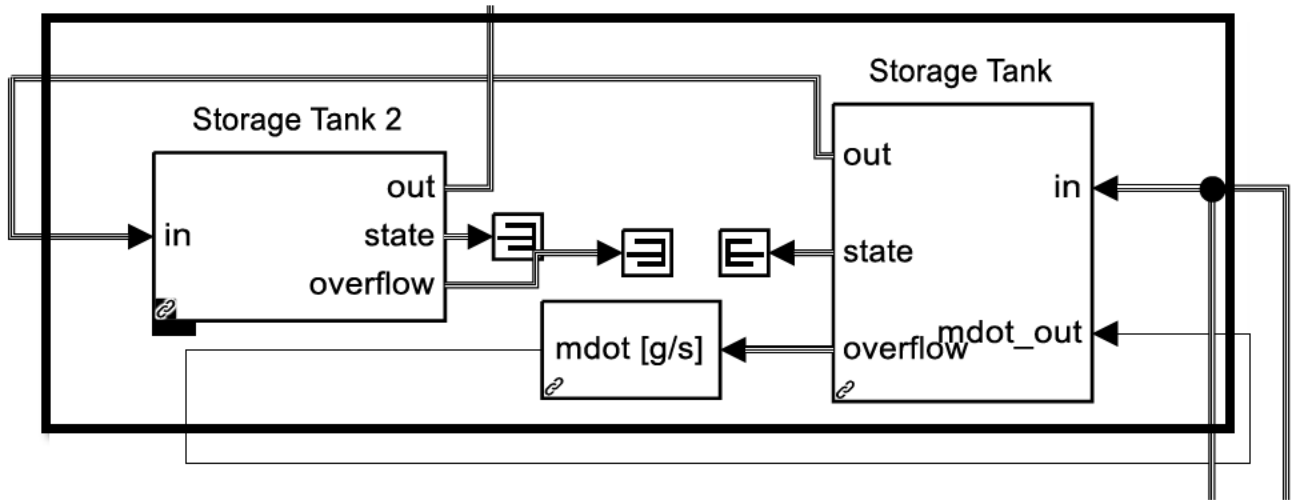 Storage Tank
Storage Tank 2
out
out
in
in
state
state
overflow
mdot_out
mdot [g/s]
overflow